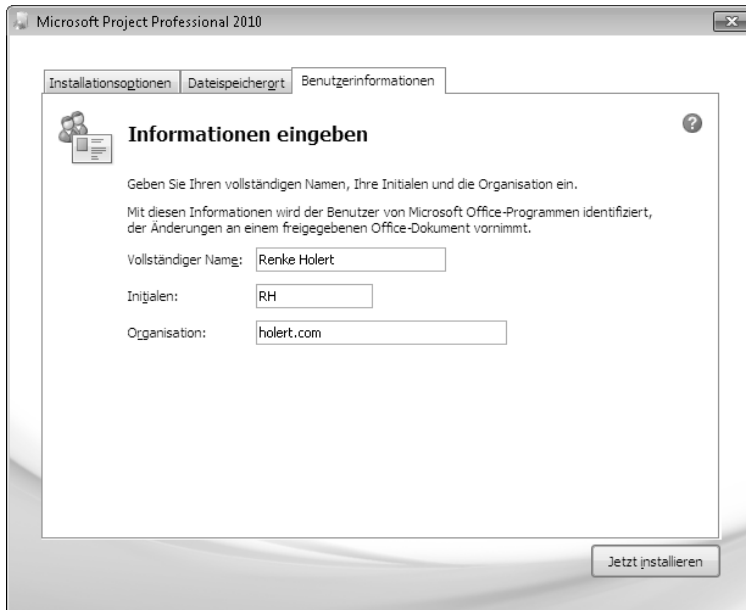 Microsoft Project Professional 2010
Installationsoptionen Dateispeicherort Benutzerinformationen
Informationen eingeben
Geben Sie Ihren vollständigen Namen, Ihre Initialen und die Organisation ein.
Mit diesen Informationen wird der Benutzer von Microsoft Office-Programmen identifiziert,
der Änderungen an einem freigegebenen Office-Dokument vornimmt.
Vollständiger Name: Renke Holert
Initialen: RH
Organisation: holert.com
Jetzt installieren